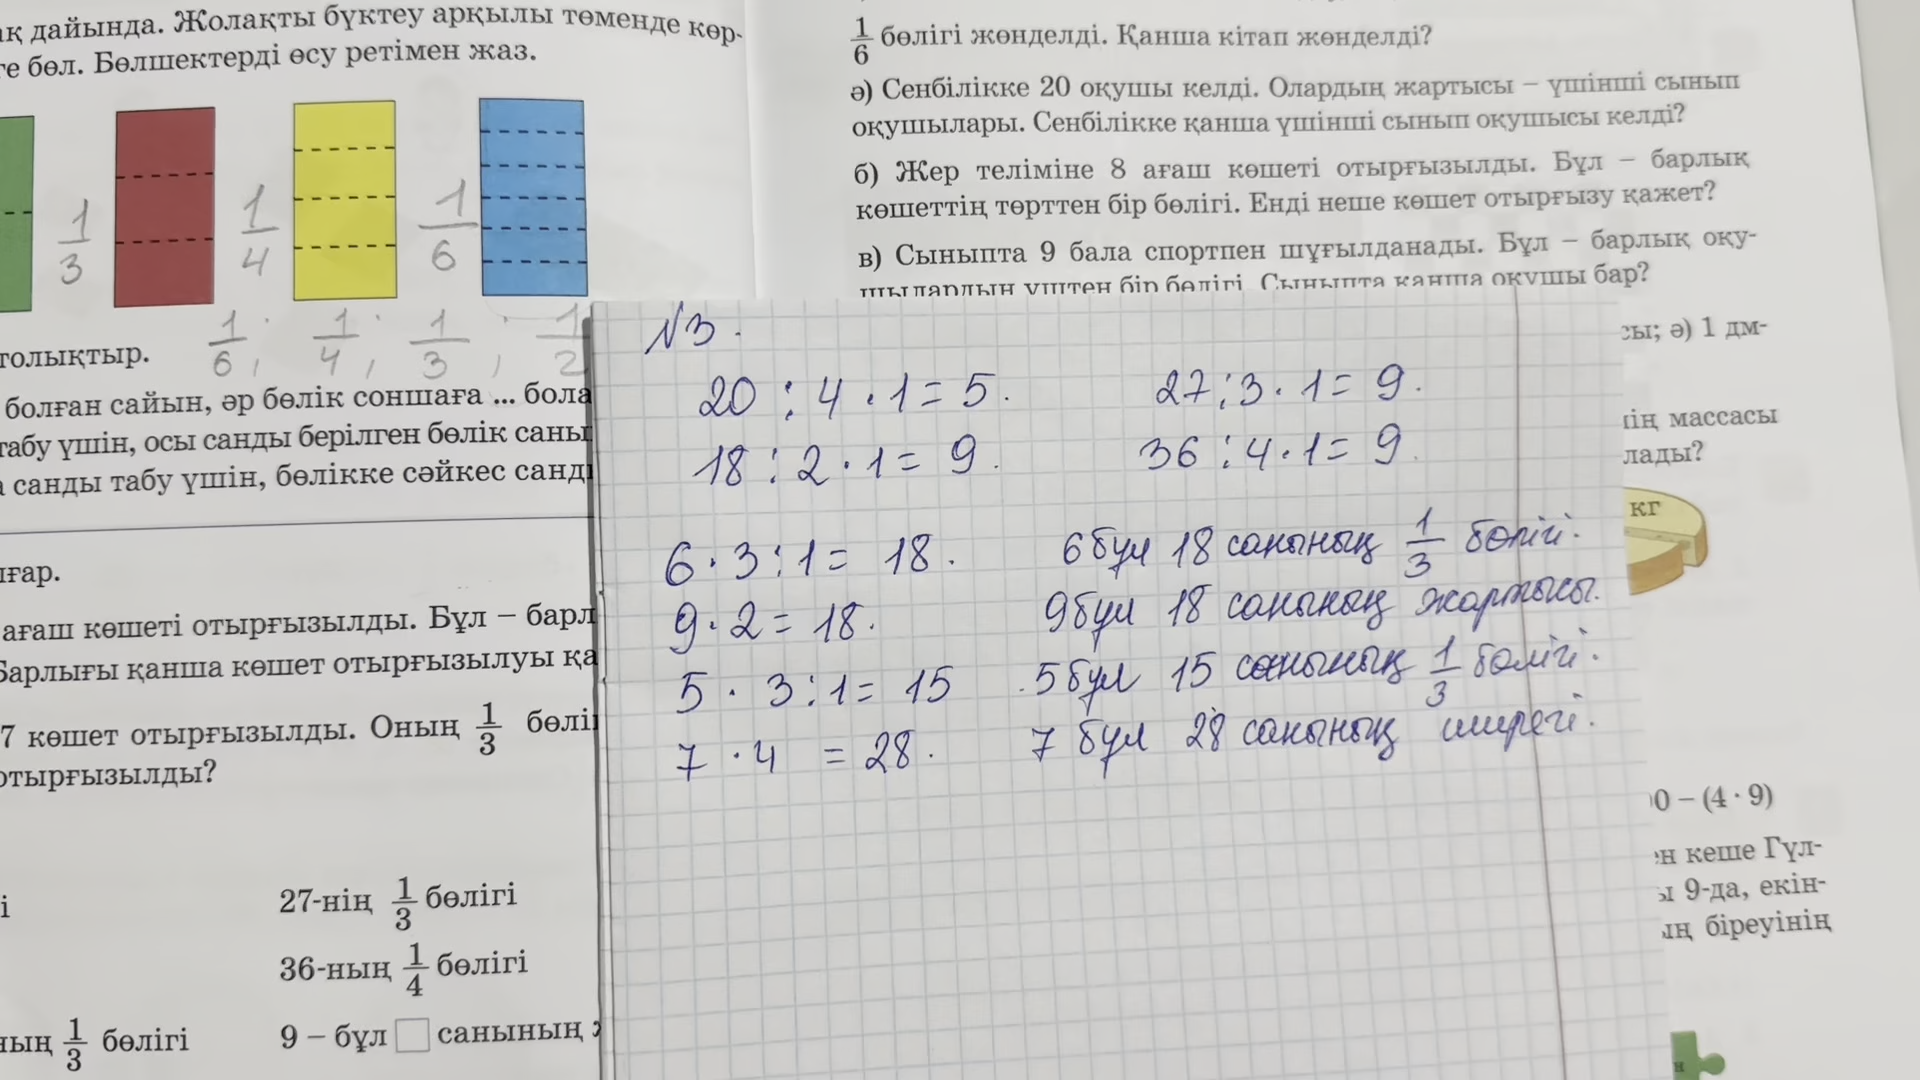 дайында. Жолақты бүктеу арқылы төменде көр-
бөл. Бөлшектерді өсу ретімен жаз.
1/3 1/4 1/6
1/6; 1/4; 1/3; 1/2
толықтыр.
болған сайын, әр бөлік соншаға ... бола
табу үшін, осы санды берілген бөлік саны
санды табу үшін, бөлікке сәйкес санды
ағаш көшеті отырғызылды. Бұл – барл
Барлығы қанша көшет отырғызылуы қа
7 көшет отырғызылды. Оның 1/3 бөлі
отырғызылды?
27-нің 1/3 бөлігі
36-ның 1/4 бөлігі
ның 1/3 бөлігі 9 – бұл □ санының
1/6 бөлігі жөнделді. Қанша кітап жөнделді?
ә) Сенбілікке 20 оқушы келді. Олардың жартысы – үшінші сынып
оқушылары. Сенбілікке қанша үшінші сынып оқушысы келді?
б) Жер теліміне 8 ағаш көшеті отырғызылды. Бұл – барлық
көшеттің төрттен бір бөлігі. Енді неше көшет отырғызу қажет?
в) Сыныпта 9 бала спортпен шұғылданады. Бұл – барлық оқу-
шылардың үштен бір бөлігі. Сыныпта қанша оқушы бар?
сы; ә) 1 дм-
нің массасы
лады?
кг
0 – (4 · 9)
н кеше Гүл-
ы 9-да, екін-
ың біреуінің
№3.
20 : 4 · 1 = 5. 27 : 3 · 1 = 9.
18 : 2 · 1 = 9. 36 : 4 · 1 = 9.
6 · 3 : 1 = 18. 6 бұл 18 санының 1/3 бөлігі.
9 · 2 = 18. 9 бұл 18 санының жартысы.
5 · 3 : 1 = 15 5 бұл 15 санының 1/3 бөлігі.
7 · 4 = 28. 7 бұл 28 санының ширегі.